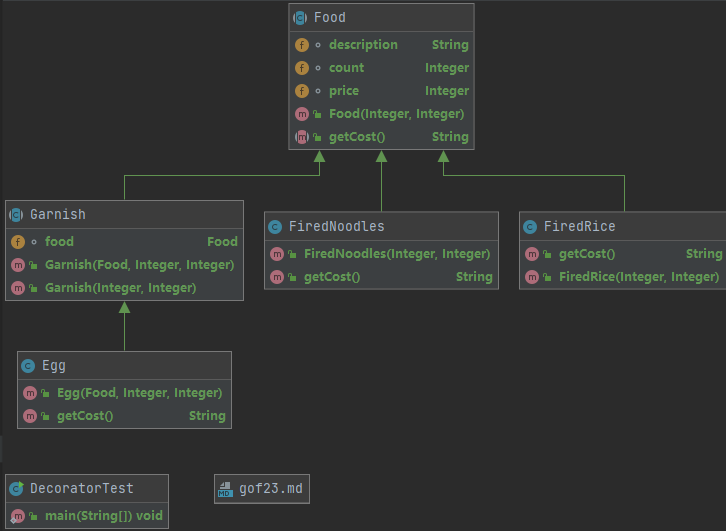 Food
description String
count Integer
price Integer
Food(Integer, Integer)
getCost() String
Garnish
food Food
Garnish(Food, Integer, Integer)
Garnish(Integer, Integer)
FiredNoodles
FiredNoodles(Integer, Integer)
getCost() String
FiredRice
getCost() String
FiredRice(Integer, Integer)
Egg
Egg(Food, Integer, Integer)
getCost() String
DecoratorTest
main(String[]) void
MD gof23.md